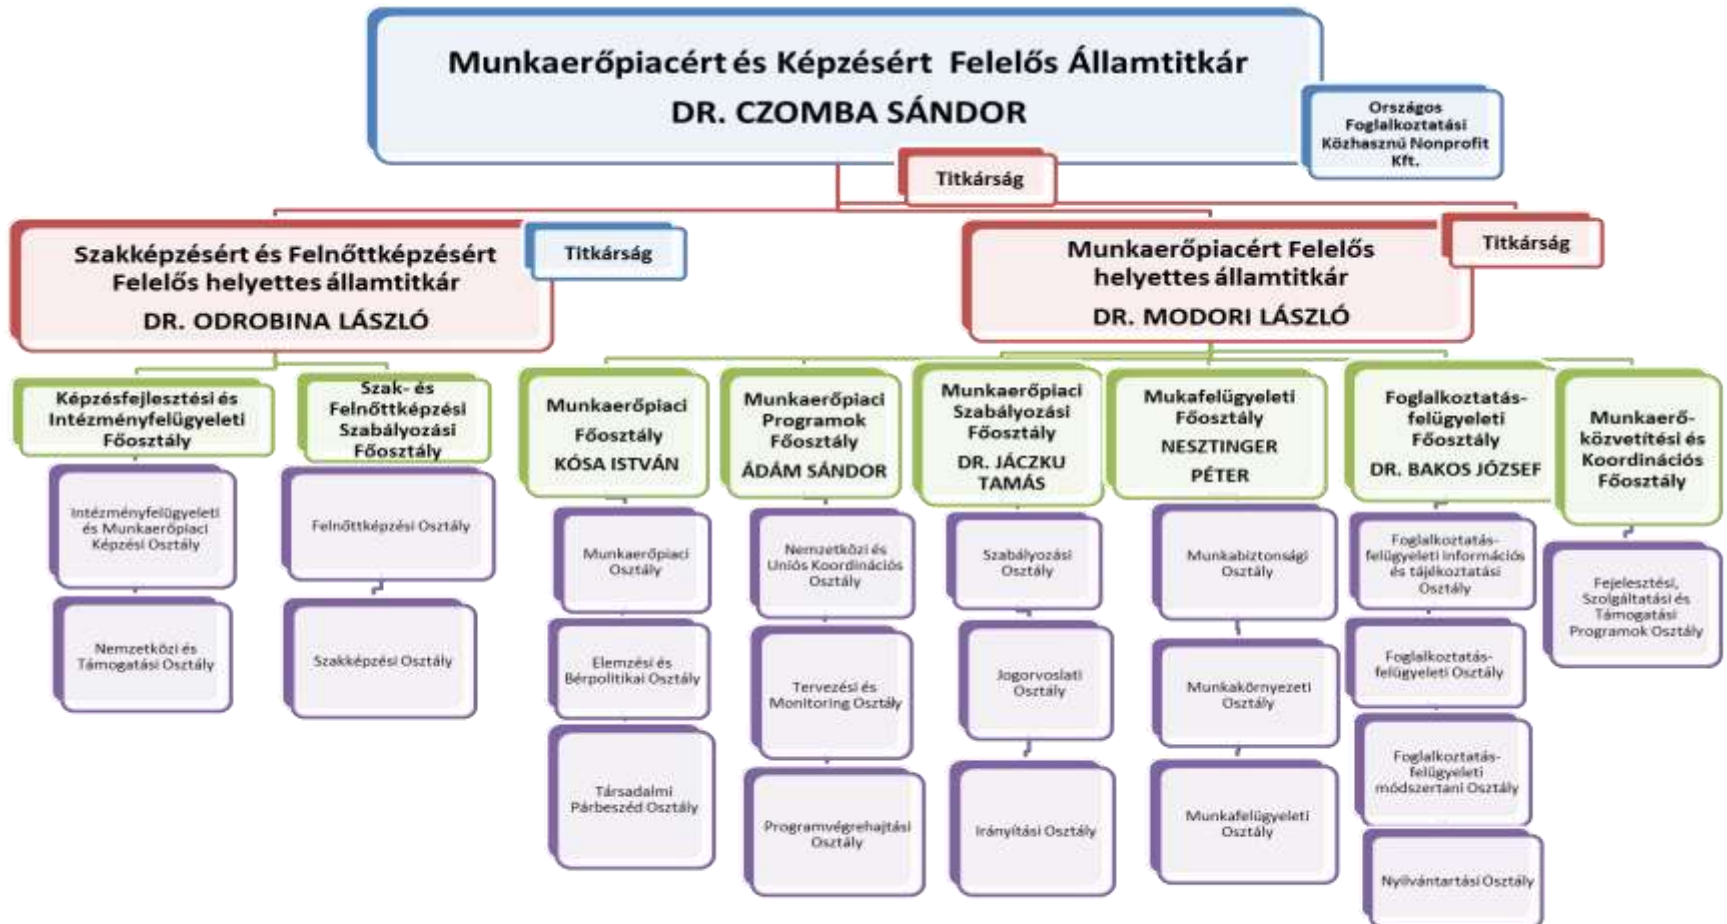 Munkaerőpiacért és Képzésért Felelős Államtitkár
DR. CZOMBA SÁNDOR
Országos
Foglalkoztatási
Közhasznú Nonprofit
Kft.
Titkárság
Szakképzésért és Felnőttképzésért
Felelős helyettes államtitkár
DR. ODROBINA LÁSZLÓ
Titkárság
Munkaerőpiacért Felelős
helyettes államtitkár
DR. MODORI LÁSZLÓ
Titkárság
Képzésfejlesztési és
Intézményfelügyeleti
Főosztály
Szak- és
Felnőttképzési
Szabályozási
Főosztály
Munkaerőpiaci
Főosztály
KÓSA ISTVÁN
Munkaerőpiaci
Programok
Főosztály
ÁDÁM SÁNDOR
Munkaerőpiaci
Szabályozási
Főosztály
DR. JÁCZKU
TAMÁS
Mukafelügyeleti
Főosztály
NESZTINGER
PÉTER
Foglalkoztatás-
felügyeleti
Főosztály
DR. BAKOS JÓZSEF
Munkaerő-
közvetítési és
Koordinációs
Főosztály
Intézményfelügyeleti
és Munkaerőpiaci
Képzési Osztály
Nemzetközi és
Támogatási Osztály
Felnőttképzési Osztály
Szakképzési Osztály
Munkaerőpiaci
Osztály
Elemzési és
Bérpolitikai Osztály
Társadalmi
Párbeszéd Osztály
Nemzetközi és
Uniós Koordinációs
Osztály
Tervezési és
Monitoring Osztály
Programvégrehajtási
Osztály
Szabályozási
Osztály
Jogorvoslati
Osztály
Irányítási Osztály
Munkabiztonsági
Osztály
Munkakörnyezeti
Osztály
Munkafelügyeleti
Osztály
Foglalkoztatás-
felügyeleti információs
és tájékoztatási
Osztály
Foglalkoztatás-
felügyeleti Osztály
Foglalkoztatás-
felügyeleti
módszertani Osztály
Nyilvántartási Osztály
Fejelesztési,
Szolgáltatási és
Támogatási
Programok Osztály